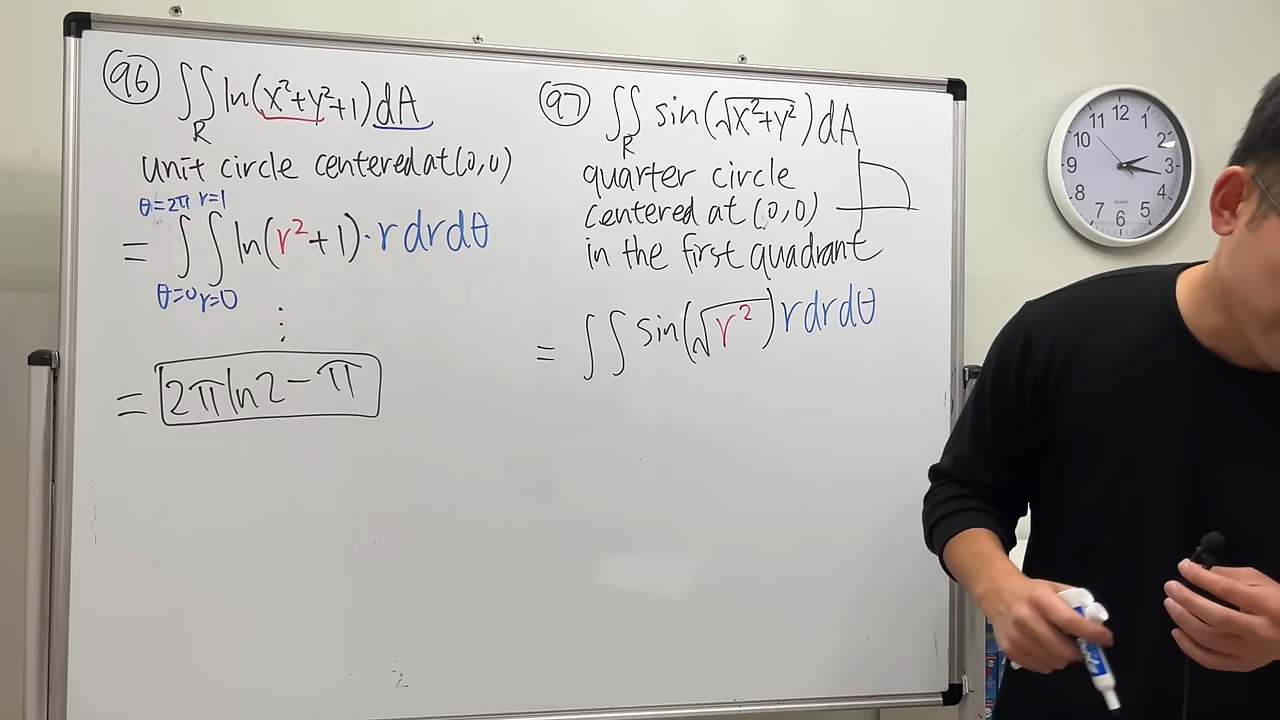 96 ∬_R ln(x²+y²+1) dA
unit circle centered at (0,0)
θ=2π r=1
= ∫∫ ln(r²+1)·r dr dθ
θ=0 r=0
⋮
= 2π ln2 − π
97 ∬_R sin(√x²+y²) dA
quarter circle
centered at (0,0)
in the first quadrant
= ∫∫ sin(√r²) r dr dθ
12
1
2
3
4
5
6
7
8
9
10
11